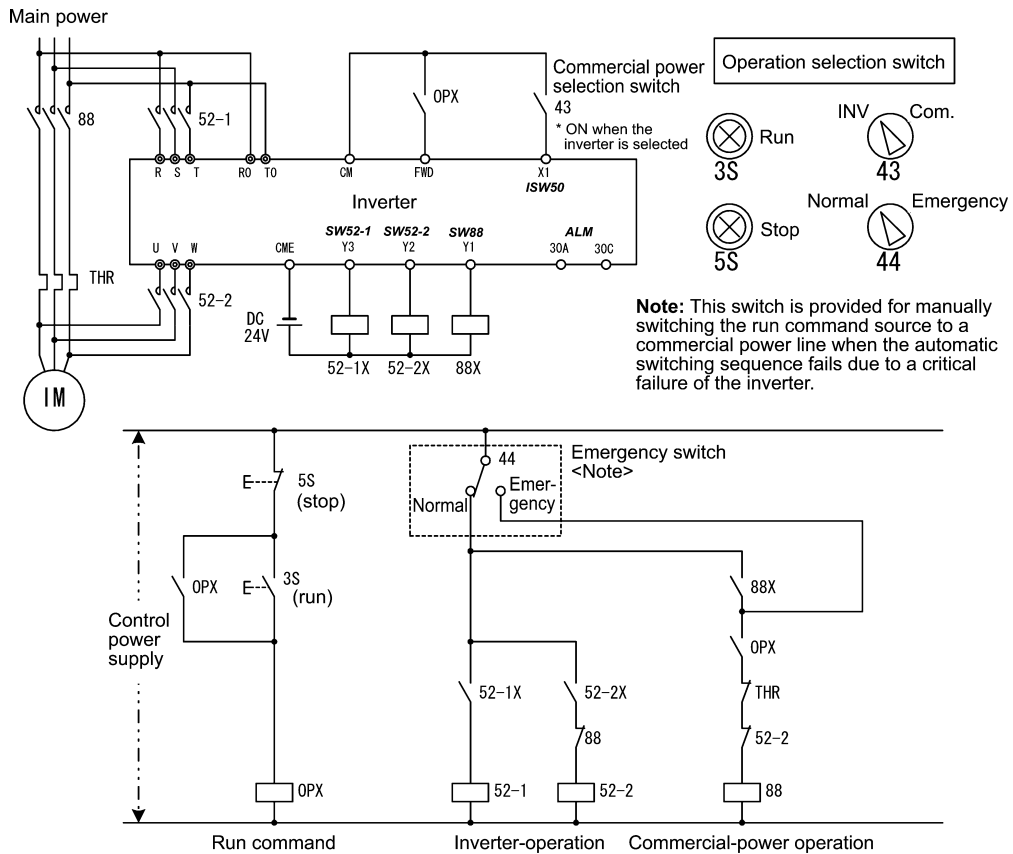 Main power
88
52-1
OPX
Commercial power
selection switch
43
* ON when the
inverter is selected
Operation selection switch
Run
3S
INV
Com.
43
Stop
5S
Normal
Emergency
44
R
S
T
R0
T0
CM
FWD
X1
ISW50
Inverter
SW52-1
SW52-2
SW88
ALM
U
V
W
CME
Y3
Y2
Y1
30A
30C
THR
52-2
DC
24V
52-1X
52-2X
88X
IM
Note: This switch is provided for manually
switching the run command source to a
commercial power line when the automatic
switching sequence fails due to a critical
failure of the inverter.
Control
power
supply
E
5S
(stop)
OPX
E
3S
(run)
OPX
Run command
44
Emergency switch
<Note>
Normal
Emer-
gency
52-1X
52-2X
88
52-1
52-2
Inverter-operation
88X
OPX
THR
52-2
88
Commercial-power operation